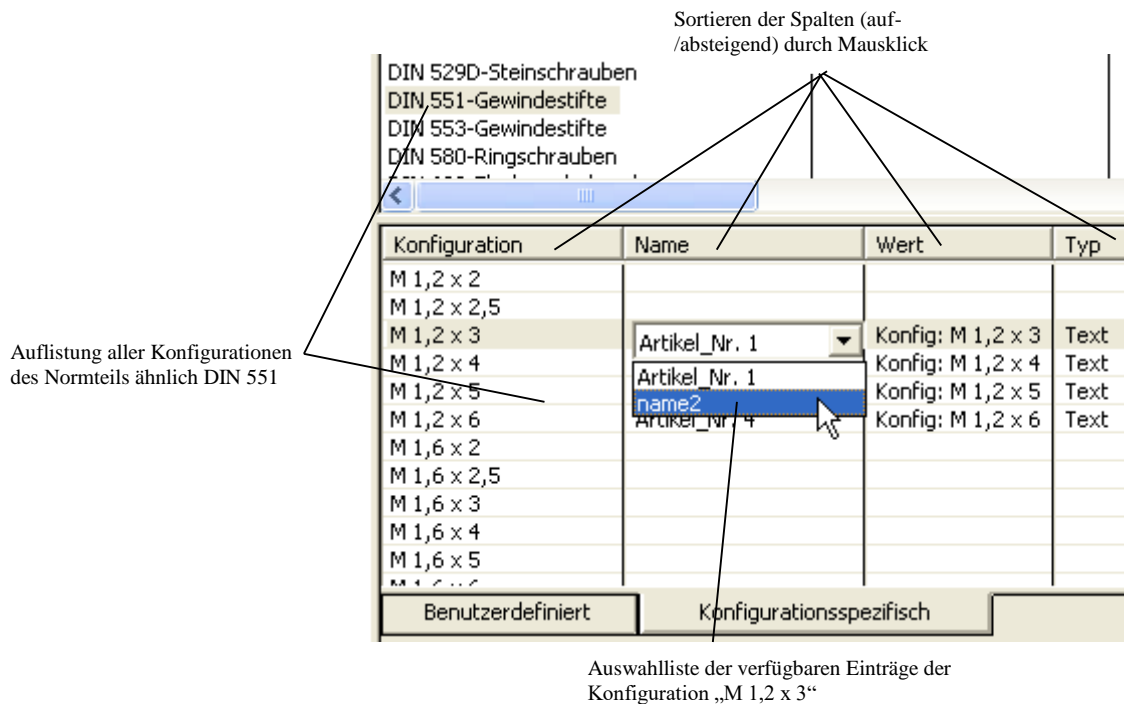 Sortieren der Spalten (auf-
/absteigend) durch Mausklick
DIN 529D-Steinschrauben
DIN 551-Gewindestifte
DIN 553-Gewindestifte
DIN 580-Ringschrauben
Konfiguration Name Wert Typ
M 1,2 x 2
M 1,2 x 2,5
M 1,2 x 3 Artikel_Nr. 1 Konfig: M 1,2 x 3 Text
M 1,2 x 4 Artikel_Nr. 1 Konfig: M 1,2 x 4 Text
M 1,2 x 5 name2 Konfig: M 1,2 x 5 Text
M 1,2 x 6 Artikel_Nr. 4 Konfig: M 1,2 x 6 Text
M 1,6 x 2
M 1,6 x 2,5
M 1,6 x 3
M 1,6 x 4
M 1,6 x 5
Auflistung aller Konfigurationen
des Normteils ähnlich DIN 551
Benutzerdefiniert Konfigurationsspezifisch
Auswahlliste der verfügbaren Einträge der
Konfiguration „M 1,2 x 3“